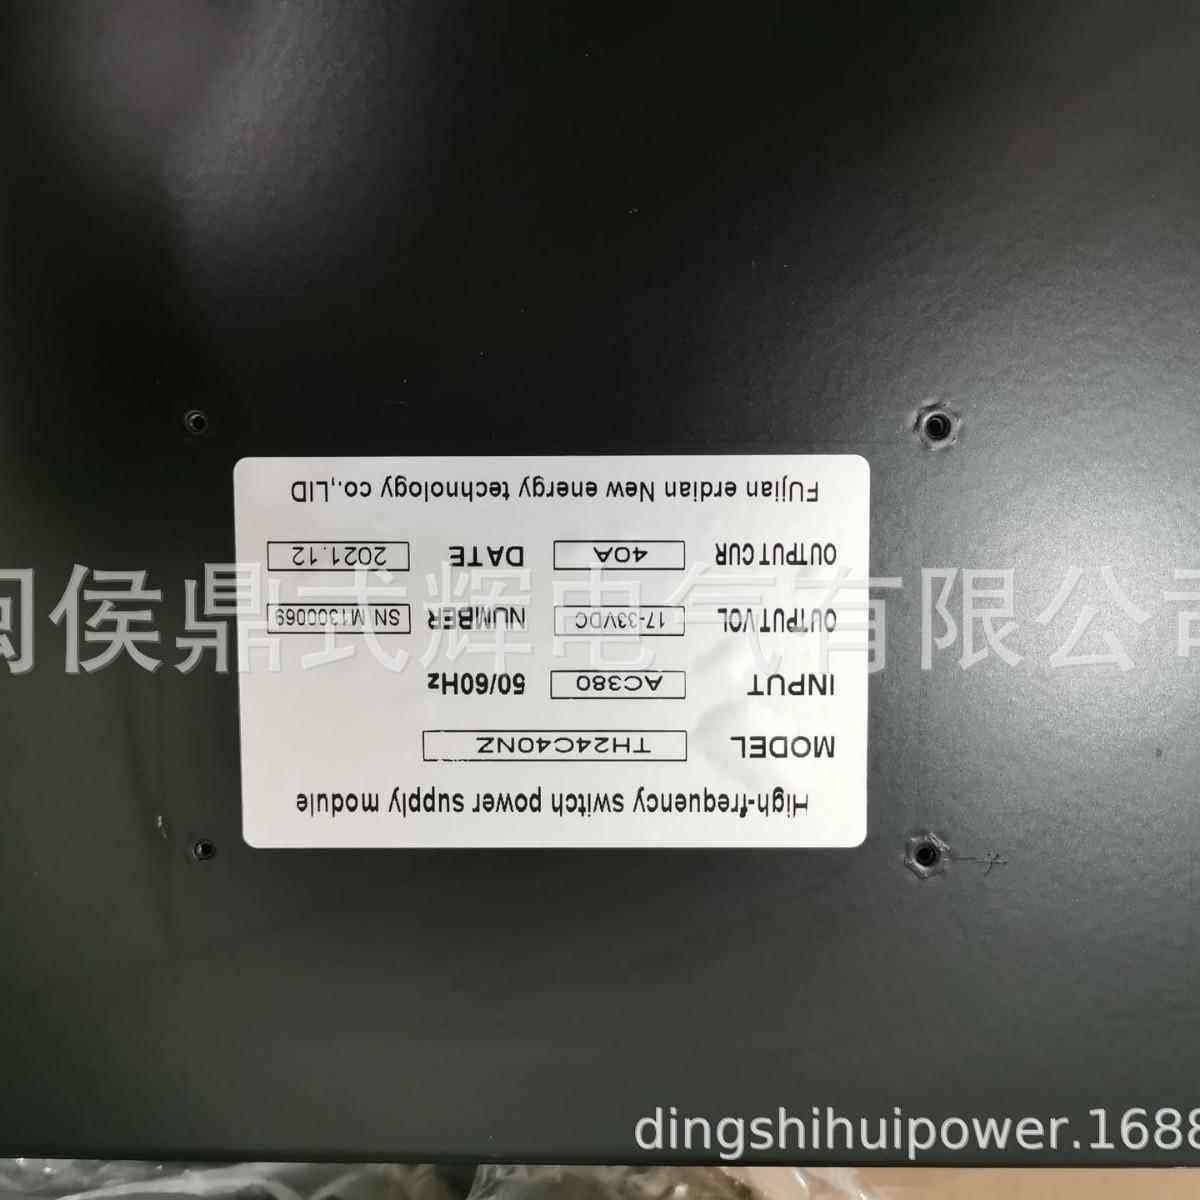 High-frequency switch power supply module
MODEL TH24C40NZ
INPUT AC380 50/60Hz
OUTPUT VOL 17-33VDC NUMBER SN M1300069
OUTPUT CUR 40A DATE 2021.12
FUjian erdian New energy technology co.,LID
闽侯鼎式辉电气有限公司
dingshihuipower.1688